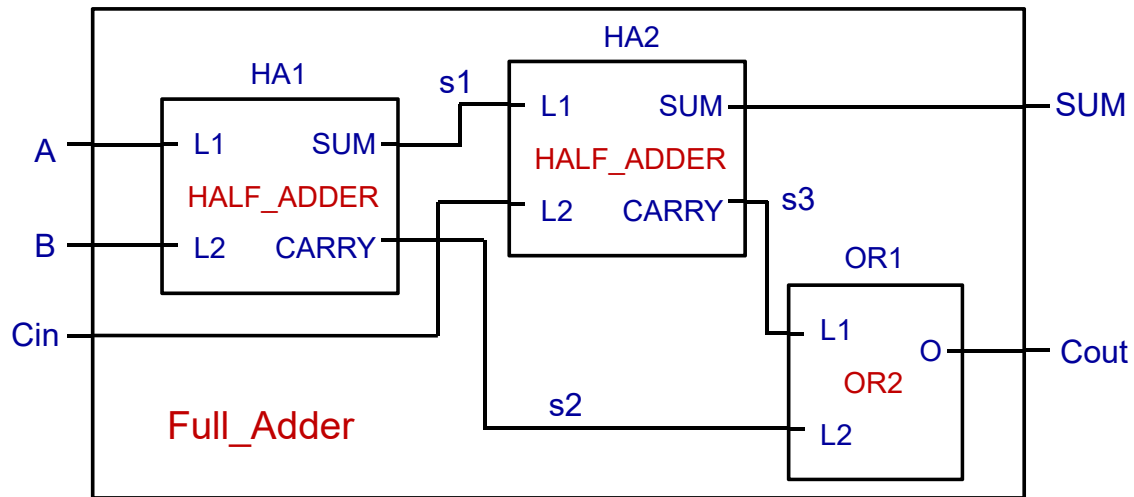 HA2
HA1
s1
L1
SUM
SUM
A
L1
SUM
HALF_ADDER
HALF_ADDER
L2
CARRY
s3
B
L2
CARRY
OR1
Cin
L1
O
Cout
OR2
s2
Full_Adder
L2